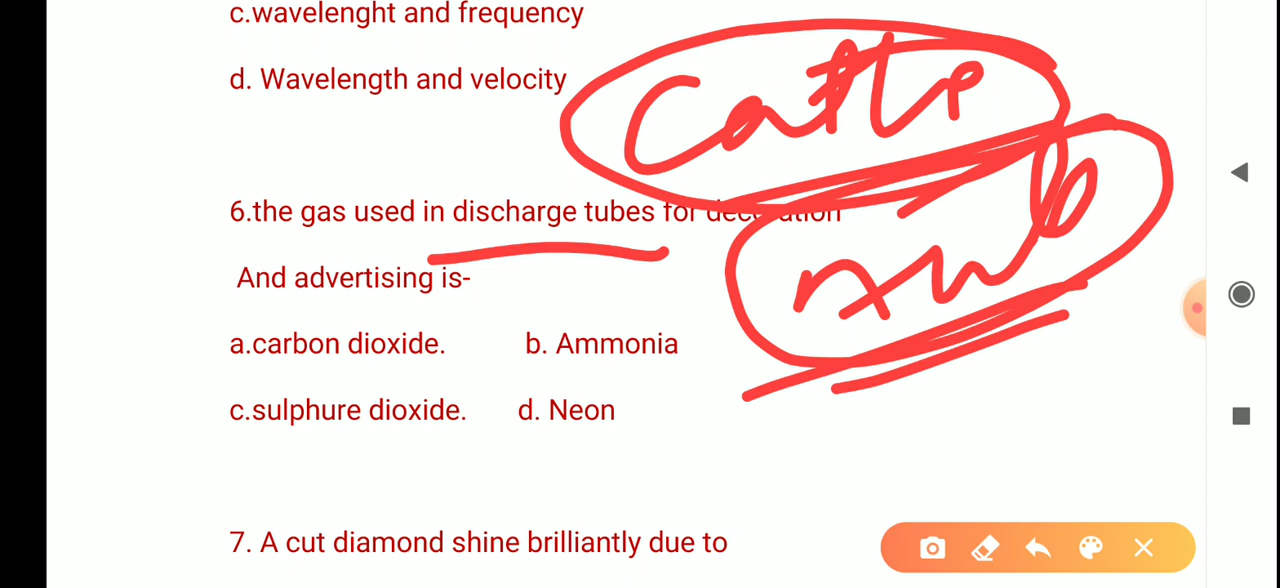 c.wavelenght and frequency
d. Wavelength and velocity
6.the gas used in discharge tubes for decoration
And advertising is-
a.carbon dioxide. b. Ammonia
c.sulphure dioxide. d. Neon
7. A cut diamond shine brilliantly due to